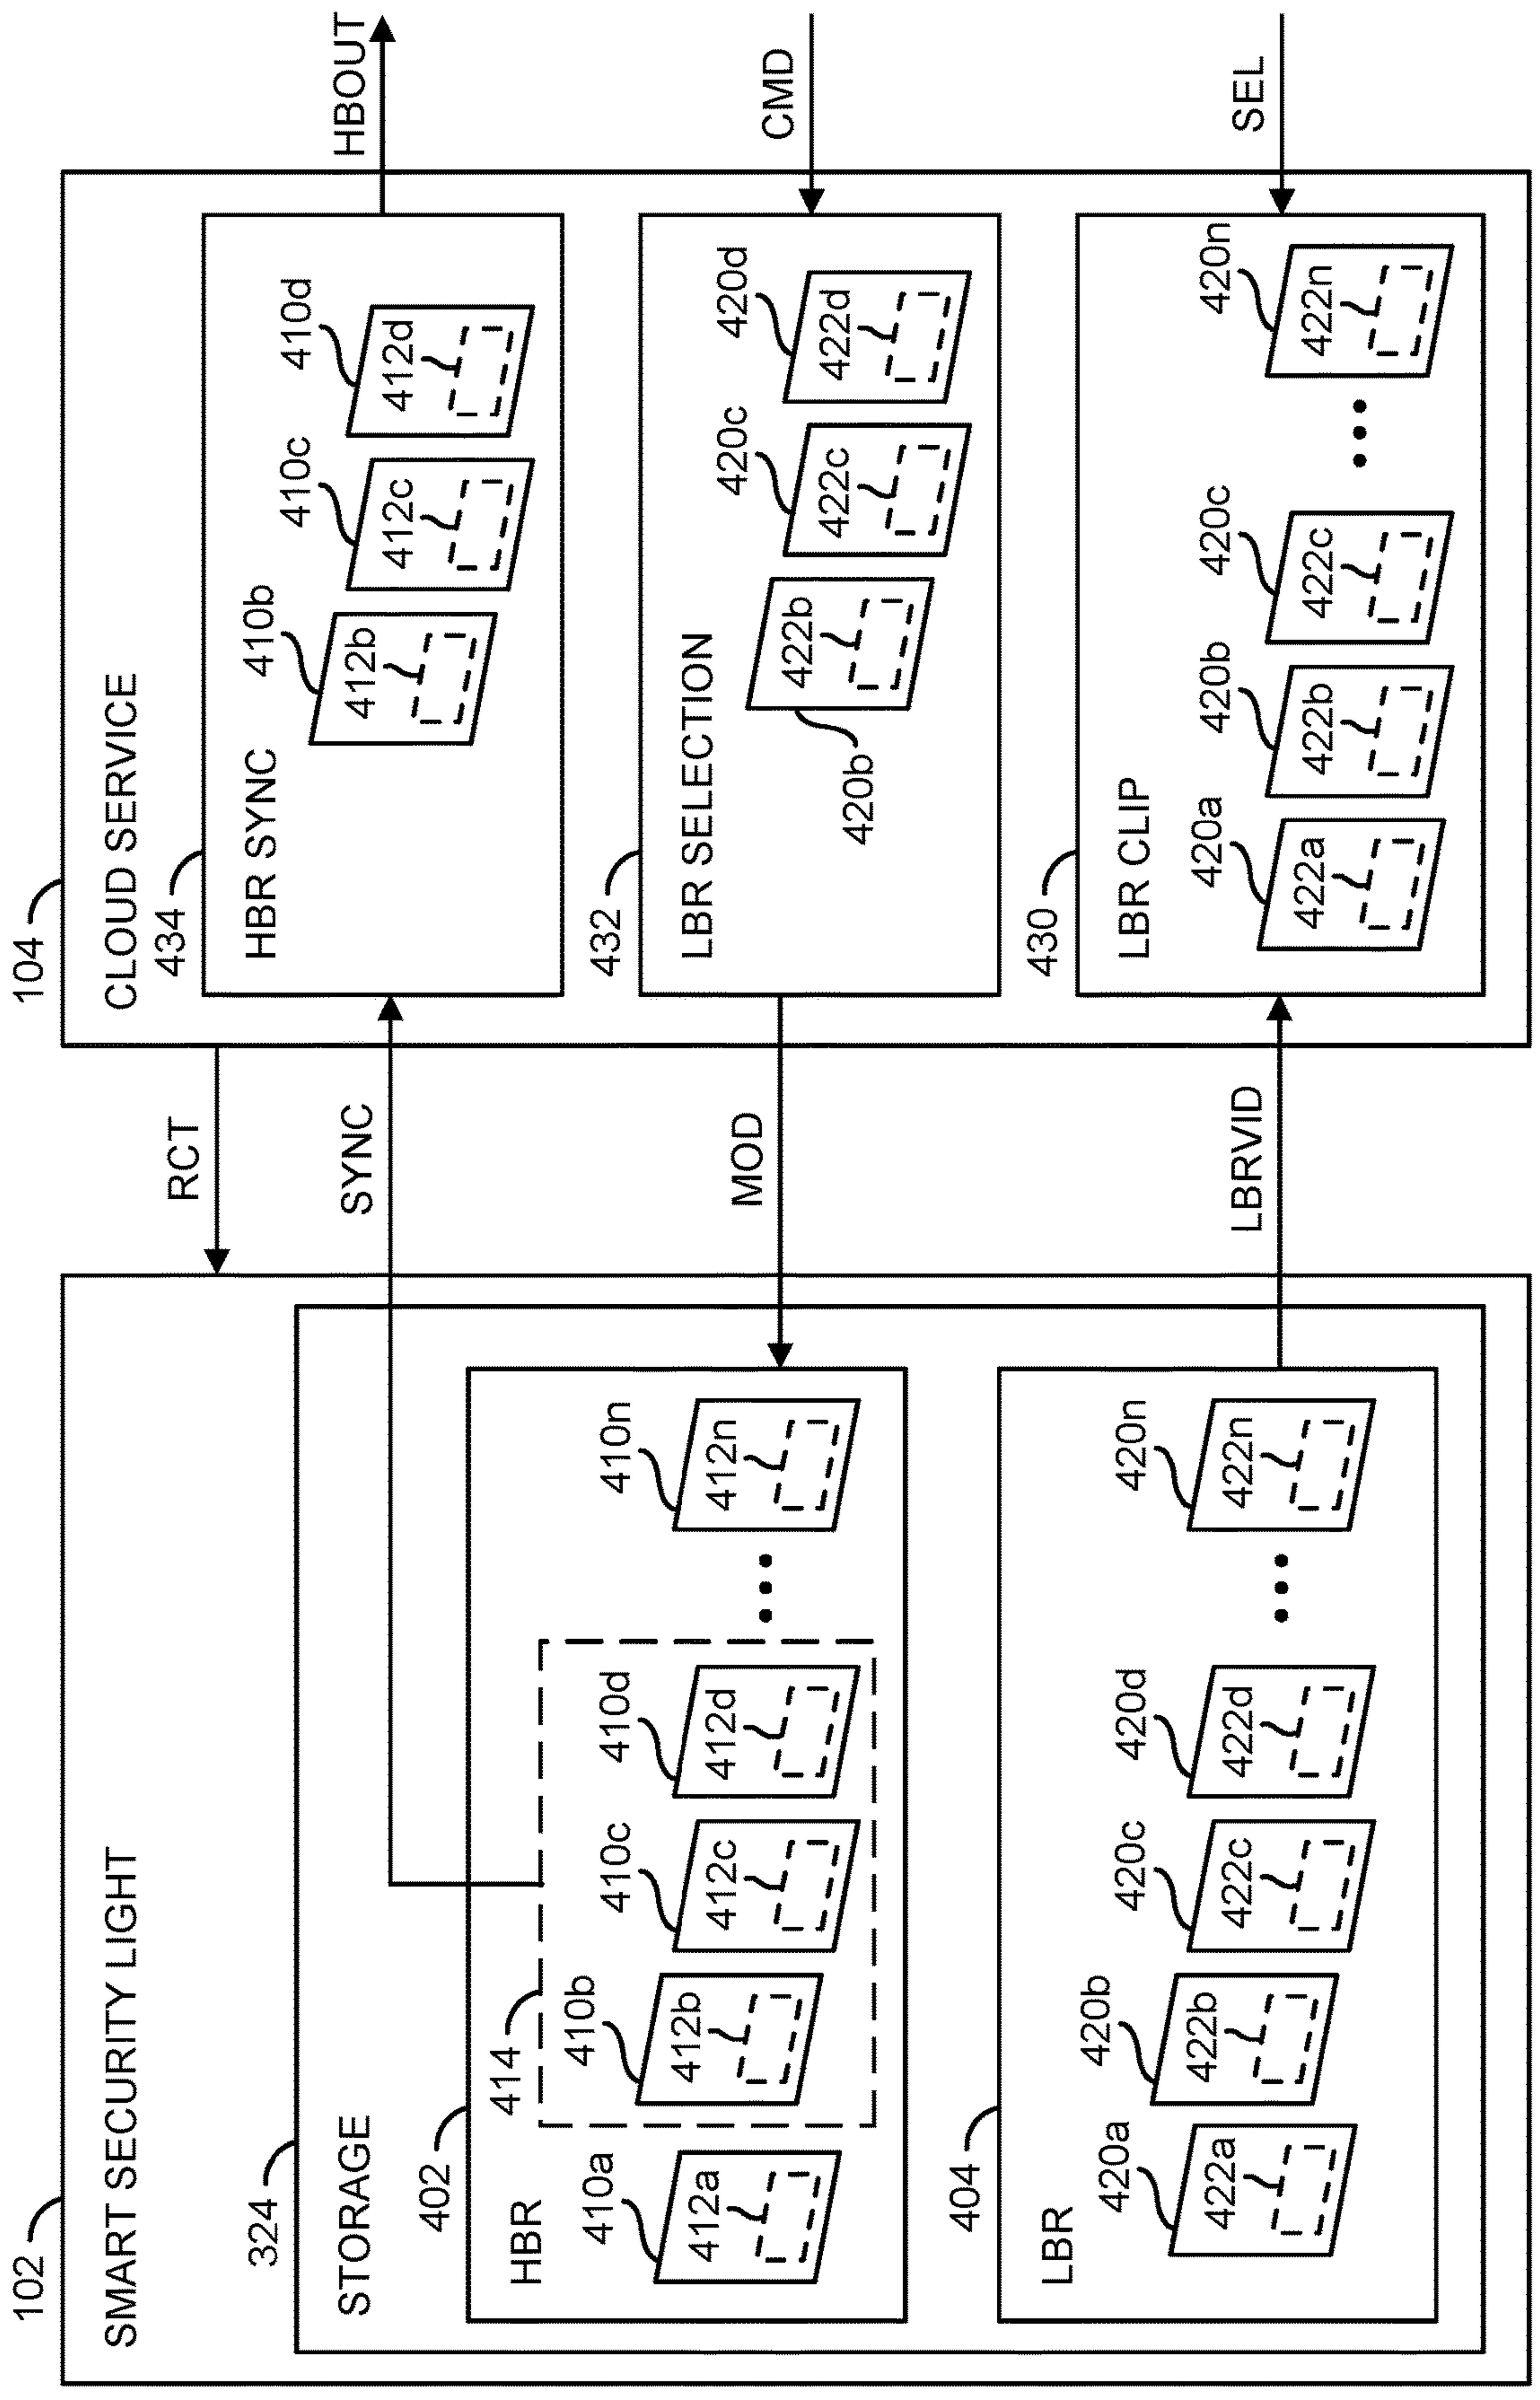 102
SMART SECURITY LIGHT
324
STORAGE
402
HBR
414
410a
412a
410b
412b
410c
412c
410d
412d
410n
412n
404
LBR
420a
422a
420b
422b
420c
422c
420d
422d
420n
422n
RCT
SYNC
MOD
LBRVID
104
CLOUD SERVICE
434
HBR SYNC
410b
412b
410c
412c
410d
412d
432
LBR SELECTION
420b
422b
420c
422c
420d
422d
430
LBR CLIP
420a
422a
420b
422b
420c
422c
420n
422n
HBOUT
CMD
SEL